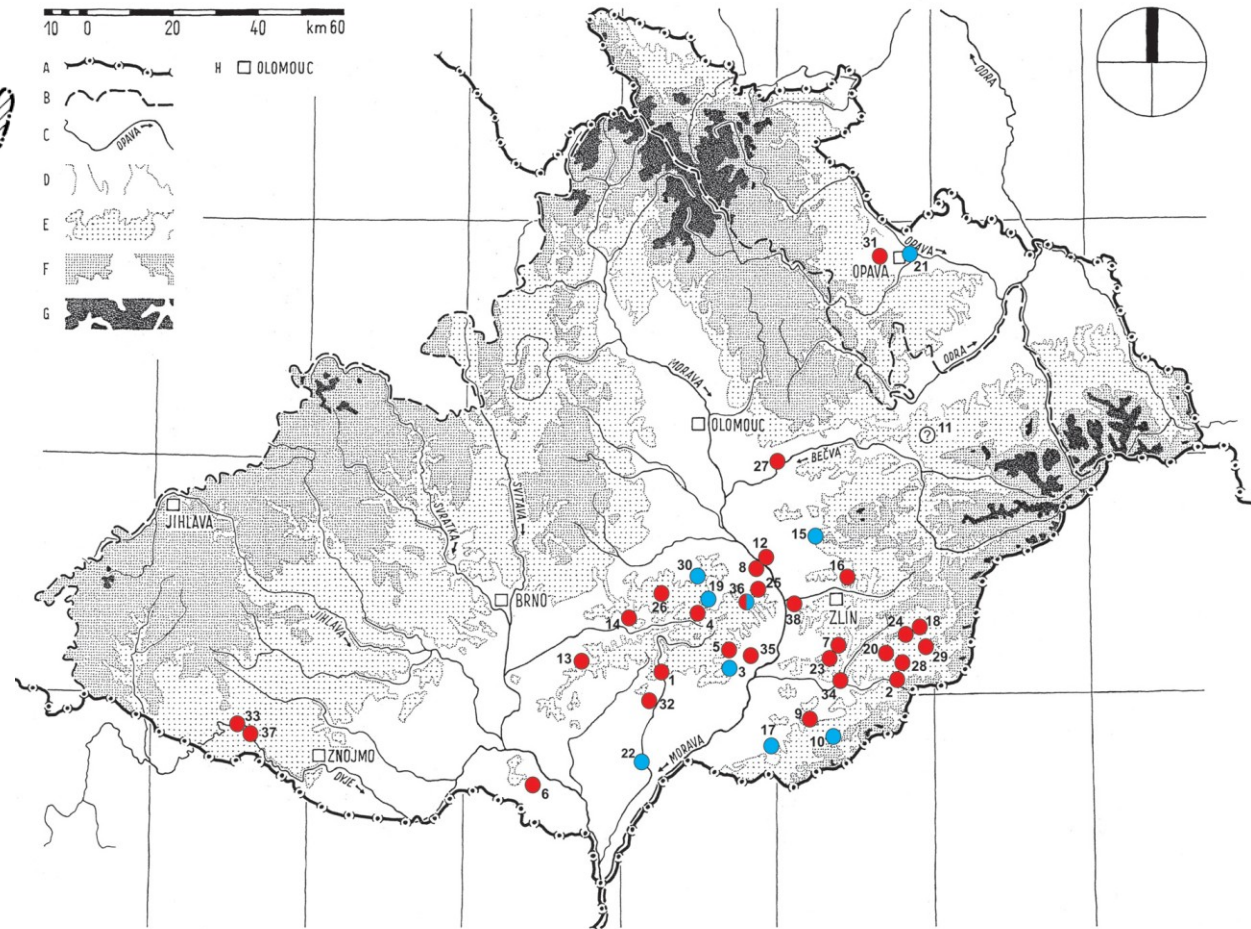 10 0 20 40 km 60
A
H OLOMOUC
B
C OPAVA
D
E
F
G
ODRA
31 OPAVA
OPAVA 21
ODRA
MORAVA
OLOMOUC
11
?
27 BEČVA
JIHLAVA
SVRATKA
SVITAVA
15
12
8
30
16
25
19 36
26
BRNO
38
ZLÍN
14 4
JIHLAVA
24 18
7
5 35
20 29
13
23 28
3
1
34 2
32
9
33
17 10
37
MORAVA
ZNOJMO
22
DYJE
6